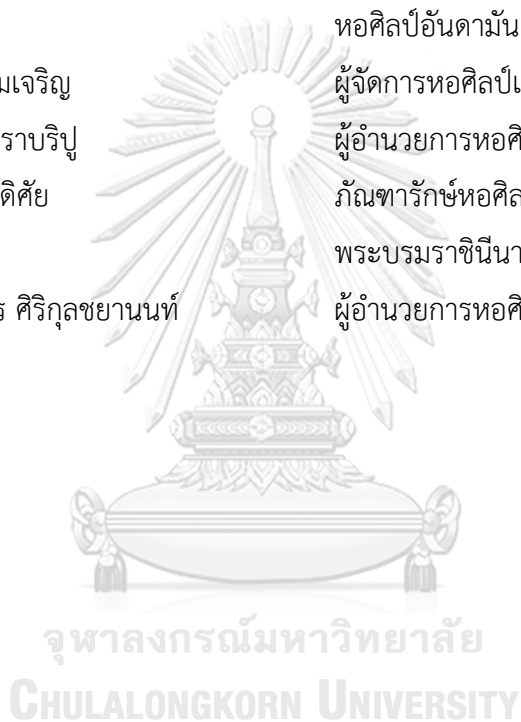 หอศิลป์อันดามัน
มเจริญ ผู้จัดการหอศิลป์เ
ราบริปู ผู้อำนวยการหอศิ
ดิศัย ภัณฑารักษ์หอศิล
พระบรมราชินีนา
ร ศิริกุลชยานนท์ ผู้อำนวยการหอศิ
จุฬาลงกรณ์มหาวิทยาลัย
CHULALONGKORN UNIVERSITY